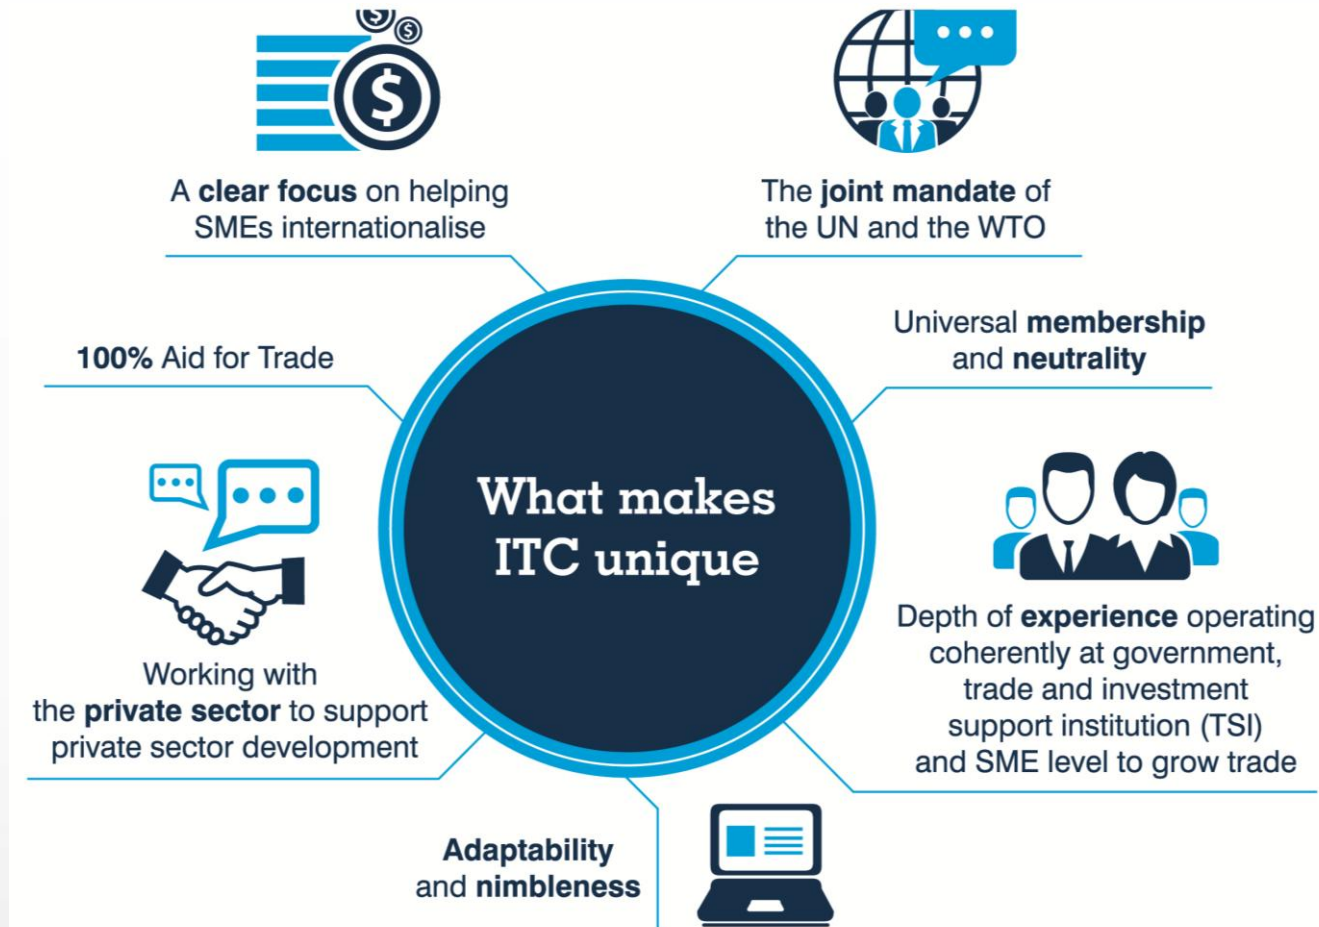 A clear focus on helping
SMEs internationalise
The joint mandate of
the UN and the WTO
100% Aid for Trade
Universal membership
and neutrality
What makes
ITC unique
Working with
the private sector to support
private sector development
Depth of experience operating
coherently at government,
trade and investment
support institution (TSI)
and SME level to grow trade
Adaptability
and nimbleness